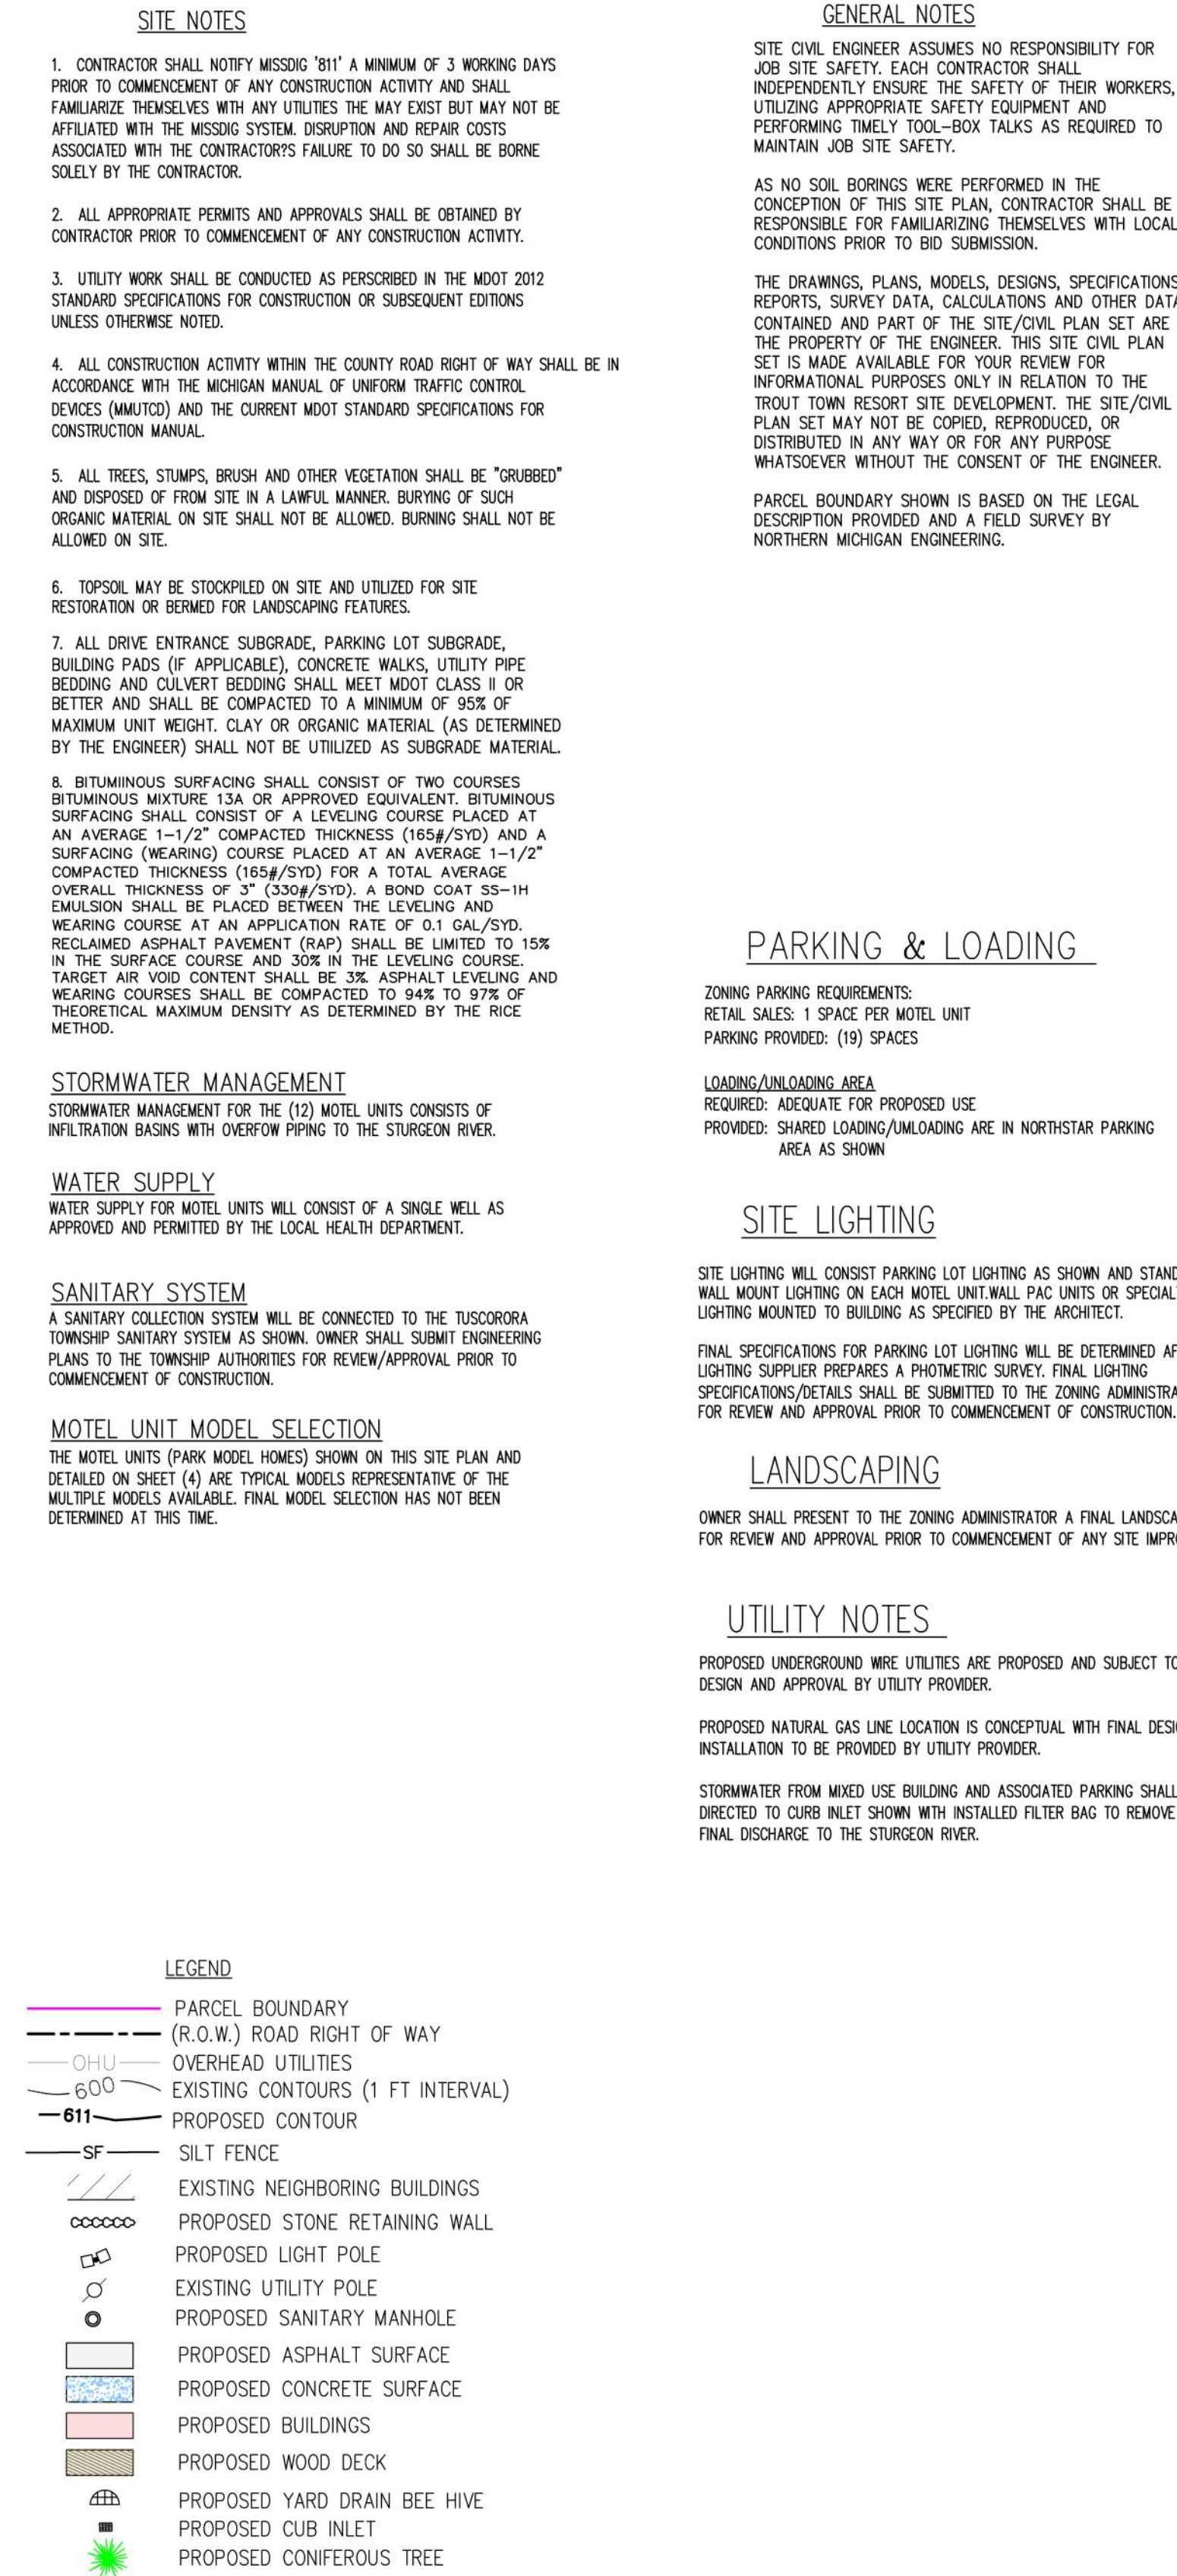 SITE NOTES
1. CONTRACTOR SHALL NOTIFY MISSDIG '811' A MINIMUM OF 3 WORKING DAYS
PRIOR TO COMMENCEMENT OF ANY CONSTRUCTION ACTIVITY AND SHALL
FAMILIARIZE THEMSELVES WITH ANY UTILITIES THE MAY EXIST BUT MAY NOT BE
AFFILIATED WITH THE MISSDIG SYSTEM. DISRUPTION AND REPAIR COSTS
ASSOCIATED WITH THE CONTRACTOR?S FAILURE TO DO SO SHALL BE BORNE
SOLELY BY THE CONTRACTOR.
2. ALL APPROPRIATE PERMITS AND APPROVALS SHALL BE OBTAINED BY
CONTRACTOR PRIOR TO COMMENCEMENT OF ANY CONSTRUCTION ACTIVITY.
3. UTILITY WORK SHALL BE CONDUCTED AS PERSCRIBED IN THE MDOT 2012
STANDARD SPECIFICATIONS FOR CONSTRUCTION OR SUBSEQUENT EDITIONS
UNLESS OTHERWISE NOTED.
4. ALL CONSTRUCTION ACTIVITY WITHIN THE COUNTY ROAD RIGHT OF WAY SHALL BE IN
ACCORDANCE WITH THE MICHIGAN MANUAL OF UNIFORM TRAFFIC CONTROL
DEVICES (MMUTCD) AND THE CURRENT MDOT STANDARD SPECIFICATIONS FOR
CONSTRUCTION MANUAL.
5. ALL TREES, STUMPS, BRUSH AND OTHER VEGETATION SHALL BE "GRUBBED"
AND DISPOSED OF FROM SITE IN A LAWFUL MANNER. BURYING OF SUCH
ORGANIC MATERIAL ON SITE SHALL NOT BE ALLOWED. BURNING SHALL NOT BE
ALLOWED ON SITE.
6. TOPSOIL MAY BE STOCKPILED ON SITE AND UTILIZED FOR SITE
RESTORATION OR BERMED FOR LANDSCAPING FEATURES.
7. ALL DRIVE ENTRANCE SUBGRADE, PARKING LOT SUBGRADE,
BUILDING PADS (IF APPLICABLE), CONCRETE WALKS, UTILITY PIPE
BEDDING AND CULVERT BEDDING SHALL MEET MDOT CLASS II OR
BETTER AND SHALL BE COMPACTED TO A MINIMUM OF 95% OF
MAXIMUM UNIT WEIGHT. CLAY OR ORGANIC MATERIAL (AS DETERMINED
BY THE ENGINEER) SHALL NOT BE UTIILIZED AS SUBGRADE MATERIAL.
8. BITUMIINOUS SURFACING SHALL CONSIST OF TWO COURSES
BITUMINOUS MIXTURE 13A OR APPROVED EQUIVALENT. BITUMINOUS
SURFACING SHALL CONSIST OF A LEVELING COURSE PLACED AT
AN AVERAGE 1-1/2" COMPACTED THICKNESS (165#/SYD) AND A
SURFACING (WEARING) COURSE PLACED AT AN AVERAGE 1-1/2"
COMPACTED THICKNESS (165#/SYD) FOR A TOTAL AVERAGE
OVERALL THICKNESS OF 3" (330#/SYD). A BOND COAT SS-1H
EMULSION SHALL BE PLACED BETWEEN THE LEVELING AND
WEARING COURSE AT AN APPLICATION RATE OF 0.1 GAL/SYD.
RECLAIMED ASPHALT PAVEMENT (RAP) SHALL BE LIMITED TO 15%
IN THE SURFACE COURSE AND 30% IN THE LEVELING COURSE.
TARGET AIR VOID CONTENT SHALL BE 3%. ASPHALT LEVELING AND
WEARING COURSES SHALL BE COMPACTED TO 94% TO 97% OF
THEORETICAL MAXIMUM DENSITY AS DETERMINED BY THE RICE
METHOD.
STORMWATER MANAGEMENT
STORMWATER MANAGEMENT FOR THE (12) MOTEL UNITS CONSISTS OF
INFILTRATION BASINS WITH OVERFOW PIPING TO THE STURGEON RIVER.
WATER SUPPLY
WATER SUPPLY FOR MOTEL UNITS WILL CONSIST OF A SINGLE WELL AS
APPROVED AND PERMITTED BY THE LOCAL HEALTH DEPARTMENT.
SANITARY SYSTEM
A SANITARY COLLECTION SYSTEM WILL BE CONNECTED TO THE TUSCORORA
TOWNSHIP SANITARY SYSTEM AS SHOWN. OWNER SHALL SUBMIT ENGINEERING
PLANS TO THE TOWNSHIP AUTHORITIES FOR REVIEW/APPROVAL PRIOR TO
COMMENCEMENT OF CONSTRUCTION.
MOTEL UNIT MODEL SELECTION
THE MOTEL UNITS (PARK MODEL HOMES) SHOWN ON THIS SITE PLAN AND
DETAILED ON SHEET (4) ARE TYPICAL MODELS REPRESENTATIVE OF THE
MULTIPLE MODELS AVAILABLE. FINAL MODEL SELECTION HAS NOT BEEN
DETERMINED AT THIS TIME.
GENERAL NOTES
SITE CIVIL ENGINEER ASSUMES NO RESPONSIBILITY FOR
JOB SITE SAFETY. EACH CONTRACTOR SHALL
INDEPENDENTLY ENSURE THE SAFETY OF THEIR WORKERS,
UTILIZING APPROPRIATE SAFETY EQUIPMENT AND
PERFORMING TIMELY TOOL-BOX TALKS AS REQUIRED TO
MAINTAIN JOB SITE SAFETY.
AS NO SOIL BORINGS WERE PERFORMED IN THE
CONCEPTION OF THIS SITE PLAN, CONTRACTOR SHALL BE
RESPONSIBLE FOR FAMILIARIZING THEMSELVES WITH LOCAL
CONDITIONS PRIOR TO BID SUBMISSION.
THE DRAWINGS, PLANS, MODELS, DESIGNS, SPECIFICATIONS
REPORTS, SURVEY DATA, CALCULATIONS AND OTHER DATA
CONTAINED AND PART OF THE SITE/CIVIL PLAN SET ARE
THE PROPERTY OF THE ENGINEER. THIS SITE CIVIL PLAN
SET IS MADE AVAILABLE FOR YOUR REVIEW FOR
INFORMATIONAL PURPOSES ONLY IN RELATION TO THE
TROUT TOWN RESORT SITE DEVELOPMENT. THE SITE/CIVIL
PLAN SET MAY NOT BE COPIED, REPRODUCED, OR
DISTRIBUTED IN ANY WAY OR FOR ANY PURPOSE
WHATSOEVER WITHOUT THE CONSENT OF THE ENGINEER.
PARCEL BOUNDARY SHOWN IS BASED ON THE LEGAL
DESCRIPTION PROVIDED AND A FIELD SURVEY BY
NORTHERN MICHIGAN ENGINEERING.
PARKING & LOADING
ZONING PARKING REQUIREMENTS:
RETAIL SALES: 1 SPACE PER MOTEL UNIT
PARKING PROVIDED: (19) SPACES
LOADING/UNLOADING AREA
REQUIRED: ADEQUATE FOR PROPOSED USE
PROVIDED: SHARED LOADING/UMLOADING ARE IN NORTHSTAR PARKING
AREA AS SHOWN
SITE LIGHTING
SITE LIGHTING WILL CONSIST PARKING LOT LIGHTING AS SHOWN AND
WALL MOUNT LIGHTING ON EACH MOTEL UNIT.WALL PAC UNITS OR
LIGHTING MOUNTED TO BUILDING AS SPECIFIED BY THE ARCHITECT.
FINAL SPECIFICATIONS FOR PARKING LOT LIGHTING WILL BE DETERMINED
LIGHTING SUPPLIER PREPARES A PHOTMETRIC SURVEY. FINAL LIGHTING
SPECIFICATIONS/DETAILS SHALL BE SUBMITTED TO THE ZONING
FOR REVIEW AND APPROVAL PRIOR TO COMMENCEMENT OF CONSTRUCTION.
LANDSCAPING
OWNER SHALL PRESENT TO THE ZONING ADMINISTRATOR A FINAL
FOR REVIEW AND APPROVAL PRIOR TO COMMENCEMENT OF ANY SITE
UTILITY NOTES
PROPOSED UNDERGROUND WIRE UTILITIES ARE PROPOSED AND SUBJECT TO
DESIGN AND APPROVAL BY UTILITY PROVIDER.
PROPOSED NATURAL GAS LINE LOCATION IS CONCEPTUAL WITH FINAL
INSTALLATION TO BE PROVIDED BY UTILITY PROVIDER.
STORMWATER FROM MIXED USE BUILDING AND ASSOCIATED PARKING SHALL
DIRECTED TO CURB INLET SHOWN WITH INSTALLED FILTER BAG TO REMOVE
FINAL DISCHARGE TO THE STURGEON RIVER.
LEGEND
PARCEL BOUNDARY
(R.O.W.) ROAD RIGHT OF WAY
OHU OVERHEAD UTILITIES
600 EXISTING CONTOURS (1 FT INTERVAL)
611 PROPOSED CONTOUR
SF SILT FENCE
EXISTING NEIGHBORING BUILDINGS
PROPOSED STONE RETAINING WALL
PROPOSED LIGHT POLE
EXISTING UTILITY POLE
PROPOSED SANITARY MANHOLE
PROPOSED ASPHALT SURFACE
PROPOSED CONCRETE SURFACE
PROPOSED BUILDINGS
PROPOSED WOOD DECK
PROPOSED YARD DRAIN BEE HIVE
PROPOSED CUB INLET
PROPOSED CONIFEROUS TREE